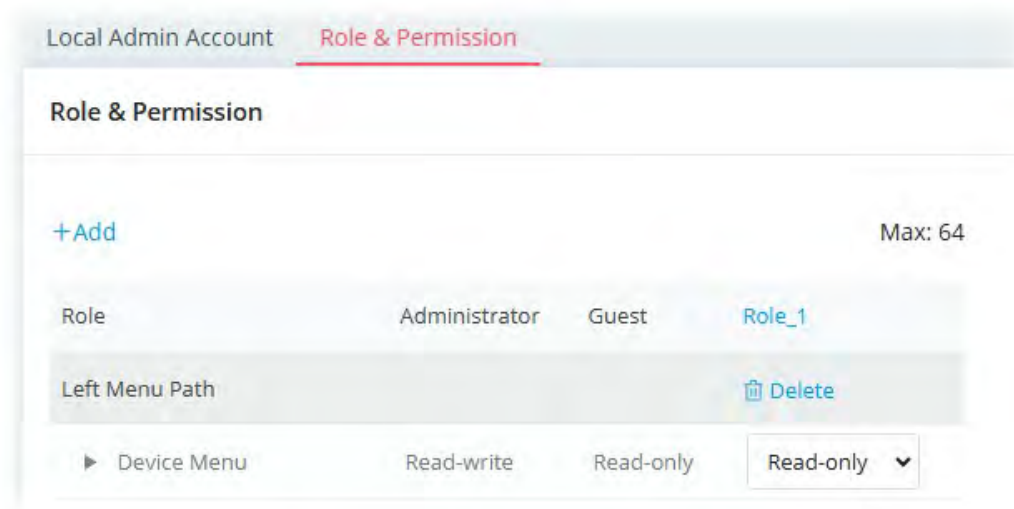 Local Admin Account Role & Permission
Role & Permission
+Add Max: 64
Role Administrator Guest Role_1
Left Menu Path Delete
Device Menu Read-write Read-only Read-only